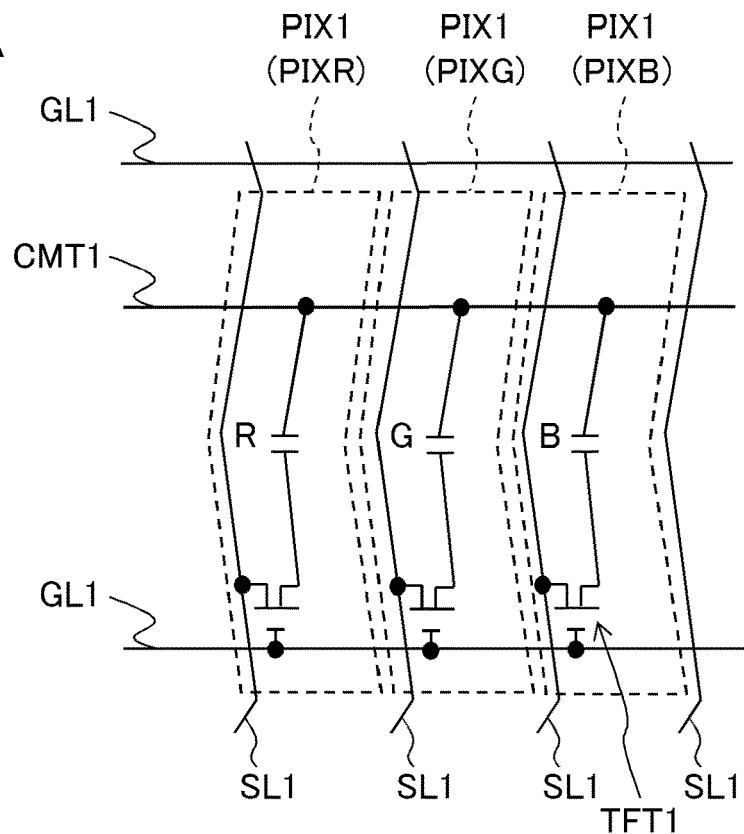 PIX1 PIX1 PIX1
(PIXR) (PIXG) (PIXB)
GL1
CMT1
R G B
GL1
SL1 SL1 SL1 SL1
TFT1